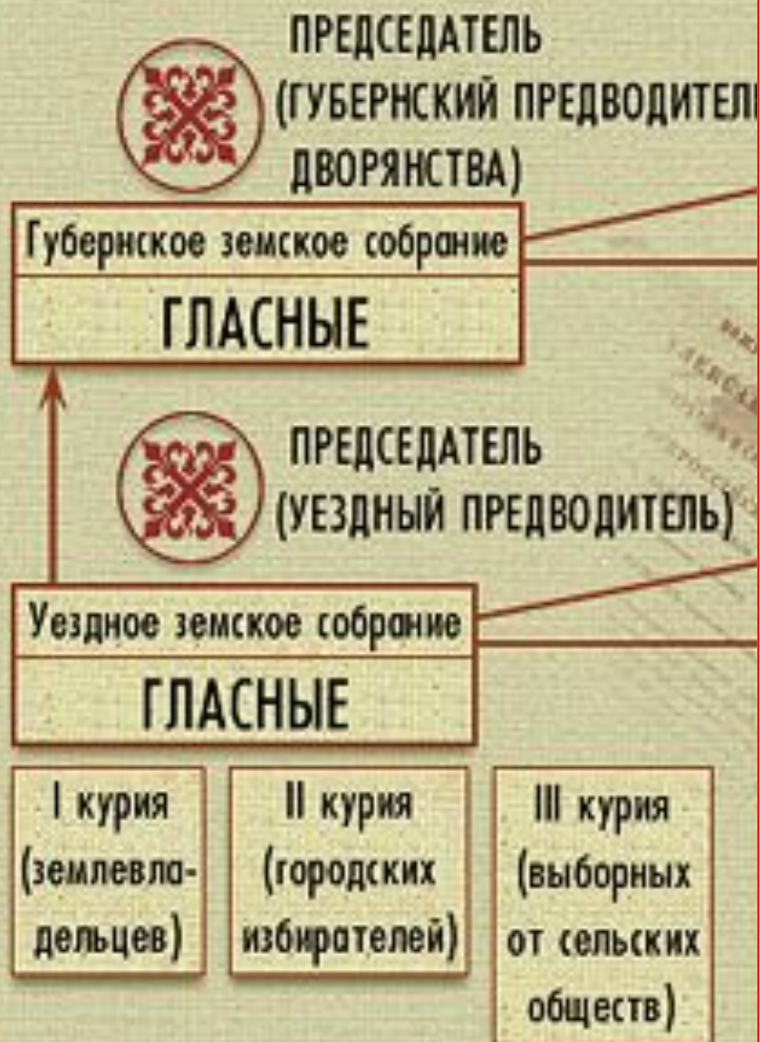 ПРЕДСЕДАТЕЛЬ
(ГУБЕРНСКИЙ ПРЕДВОДИТЕЛЬ
ДВОРЯНСТВА)
Губернское земское собрание
ГЛАСНЫЕ
ПРЕДСЕДАТЕЛЬ
(УЕЗДНЫЙ ПРЕДВОДИТЕЛЬ)
Уездное земское собрание
ГЛАСНЫЕ
I курия
(землевла-
дельцев)
II курия
(городских
избирателей)
III курия
(выборных
от сельских
обществ)